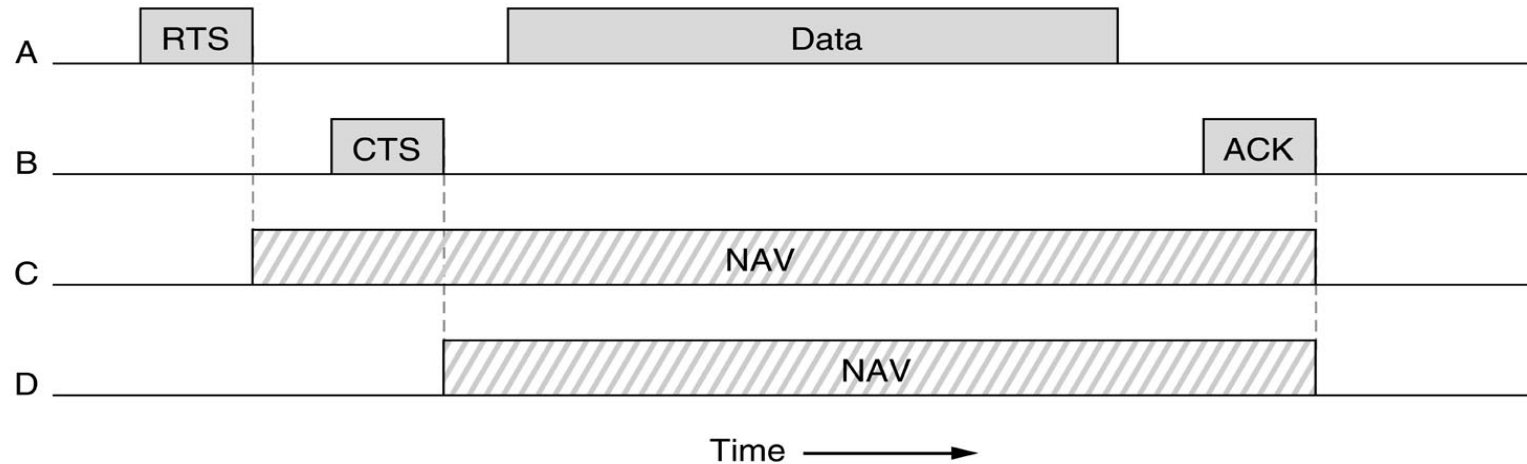 A RTS Data
B CTS ACK
C NAV
D NAV
Time